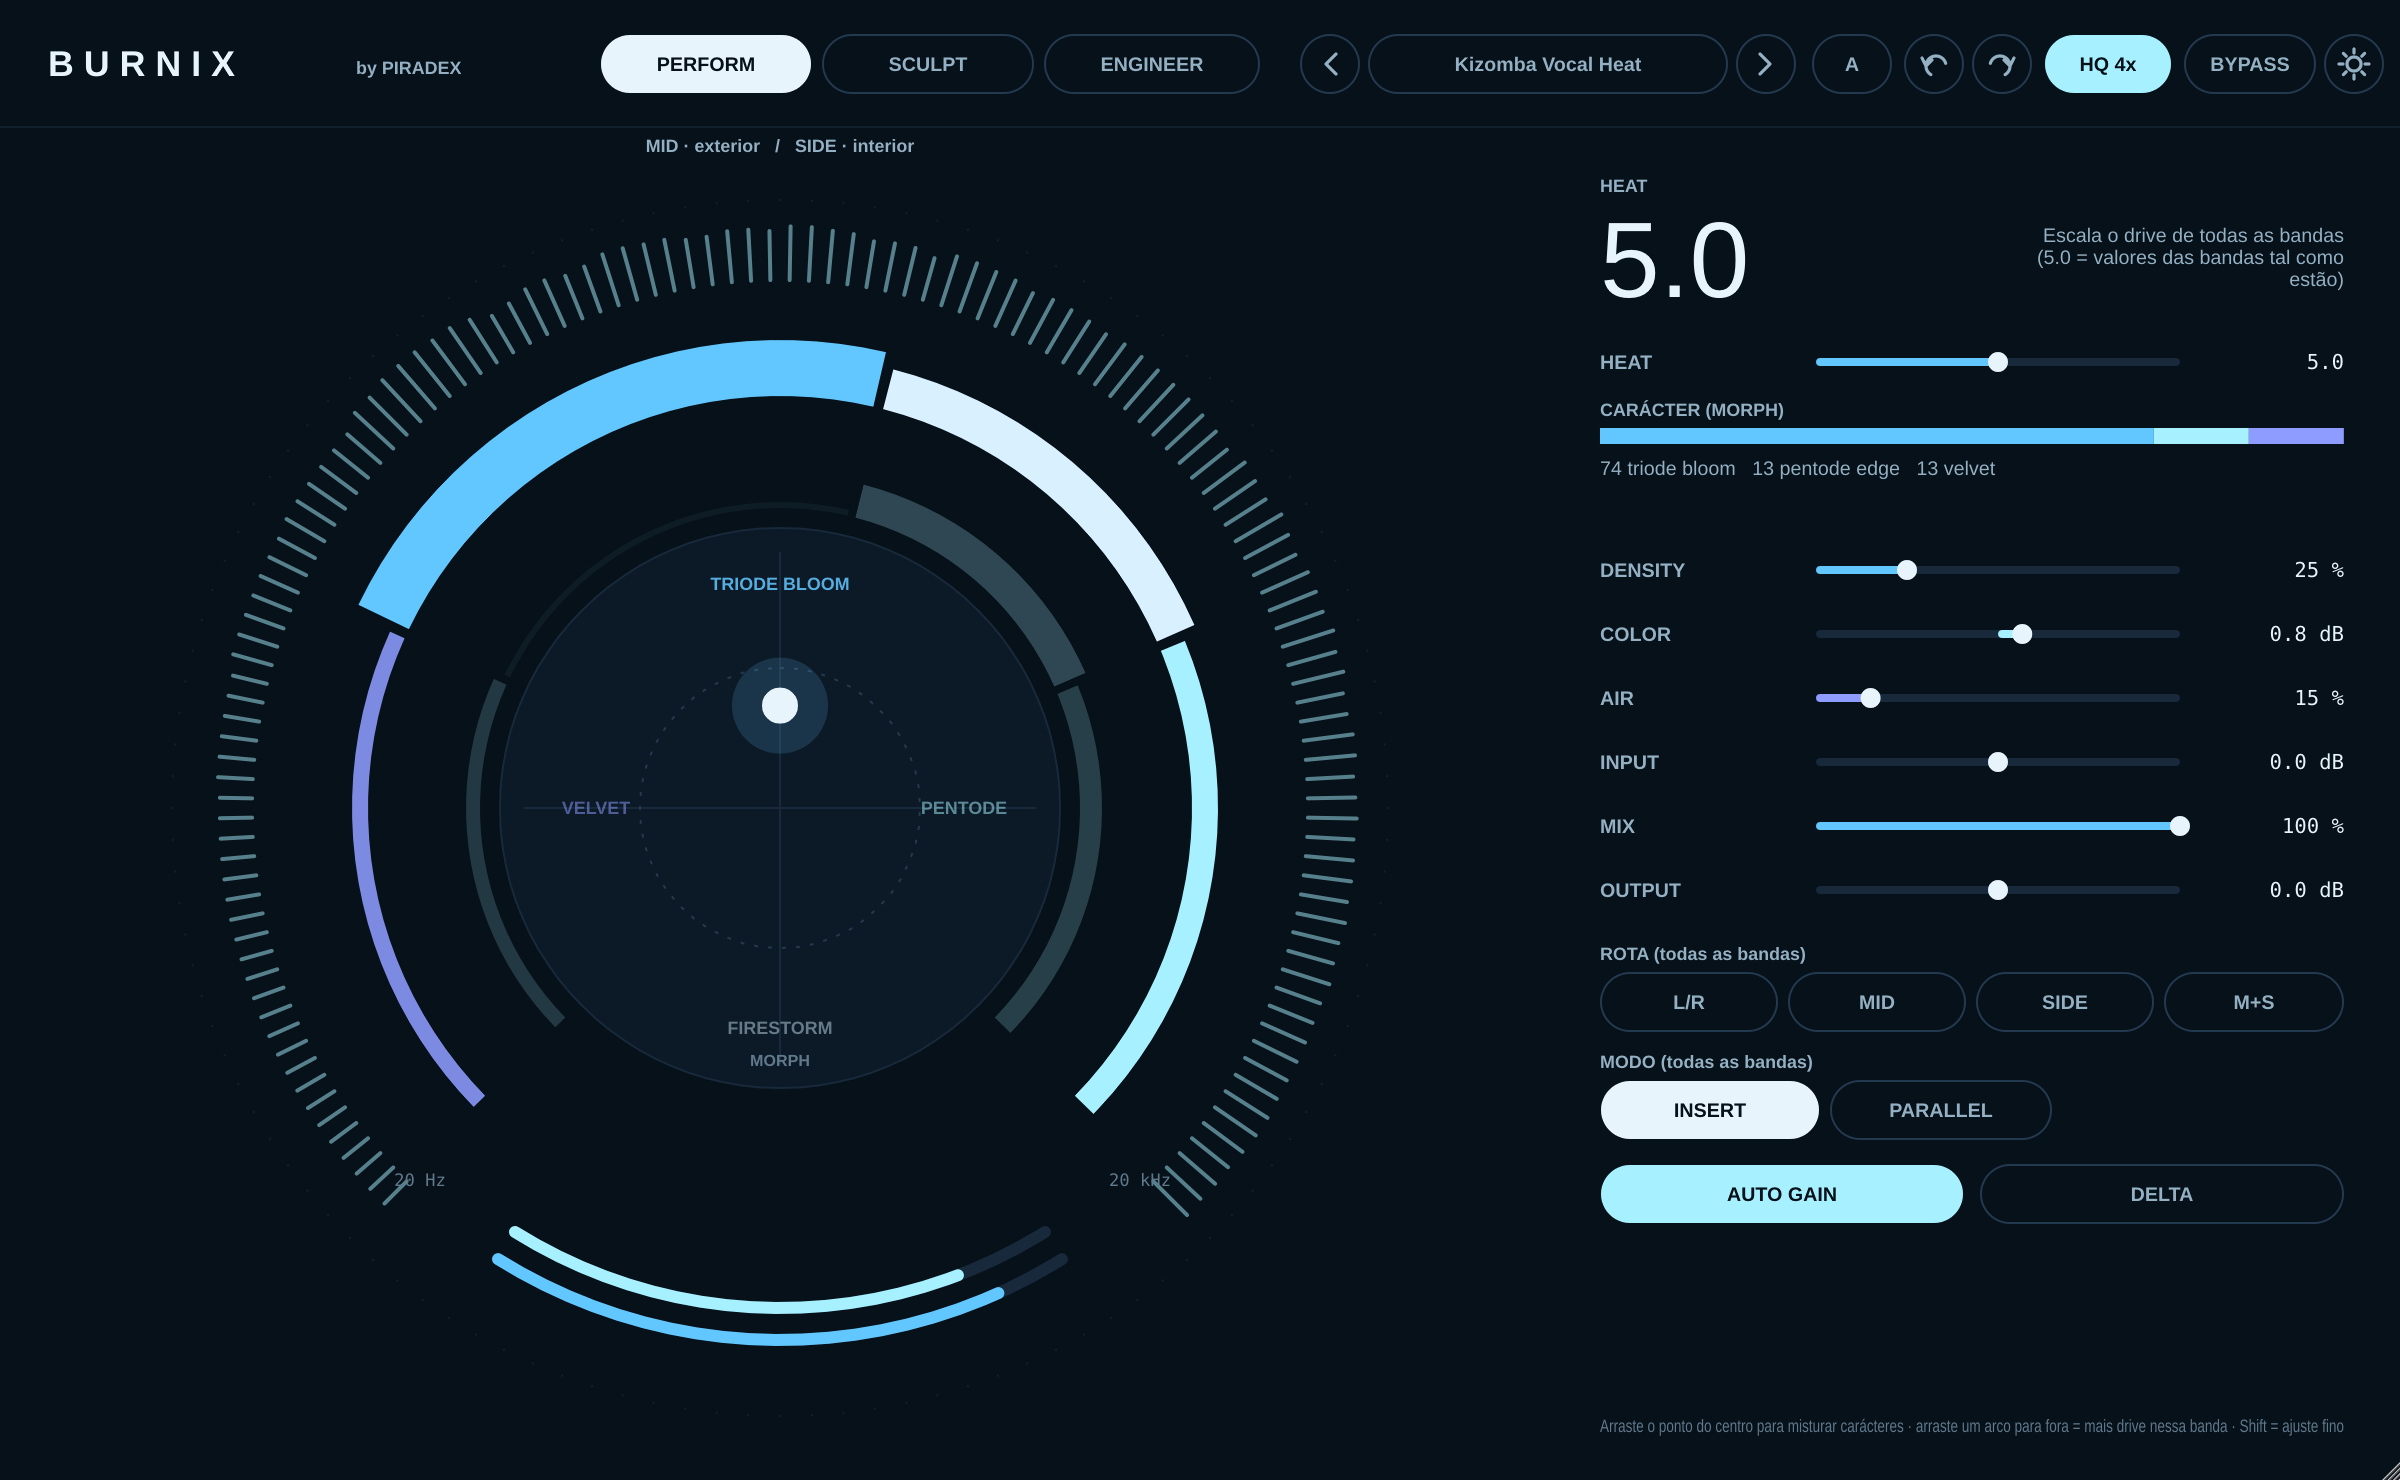 BURNIX
by PIRADEX
PERFORM
SCULPT
ENGINEER
Kizomba Vocal Heat
A
HQ 4x
BYPASS
MID · exterior / SIDE · interior
TRIODE BLOOM
VELVET
PENTODE
FIRESTORM
MORPH
20 Hz
20 kHz
HEAT
5.0
Escala o drive de todas as bandas
(5.0 = valores das bandas tal como
estão)
HEAT 5.0
CARÁCTER (MORPH)
74 triode bloom 13 pentode edge 13 velvet
DENSITY 25 %
COLOR 0.8 dB
AIR 15 %
INPUT 0.0 dB
MIX 100 %
OUTPUT 0.0 dB
ROTA (todas as bandas)
L/R MID SIDE M+S
MODO (todas as bandas)
INSERT PARALLEL
AUTO GAIN DELTA
Arraste o ponto do centro para misturar carácteres · arraste um arco para fora = mais drive nessa banda · Shift = ajuste fino